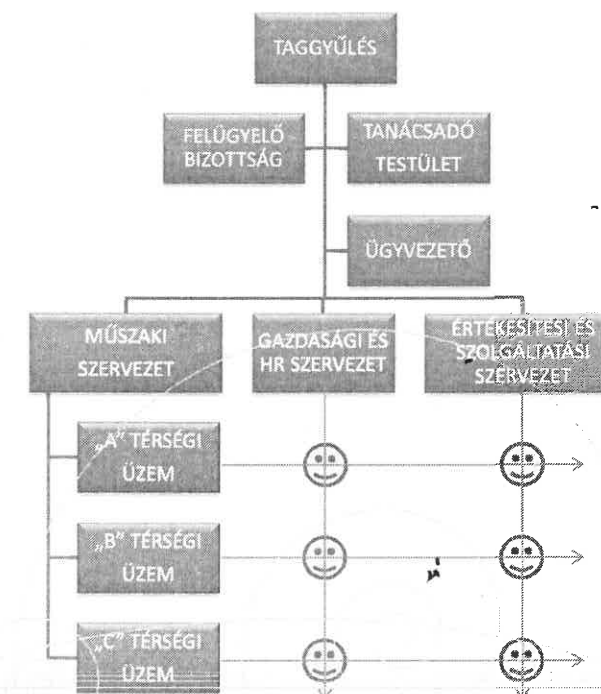 TAGGYŰLÉS
FELÜGYELŐ
BIZOTTSÁG
TANÁCSADÓ
TESTÜLET
ÜGYVEZETŐ
MŰSZAKI
SZERVEZET
GAZDASÁGI ÉS
HR SZERVEZET
ÉRTÉKESÍTÉSI ÉS
SZOLGÁLTATÁSI
SZERVEZET
„A” TÉRSÉGI
ÜZEM
„B” TÉRSÉGI
ÜZEM
„C” TÉRSÉGI
ÜZEM